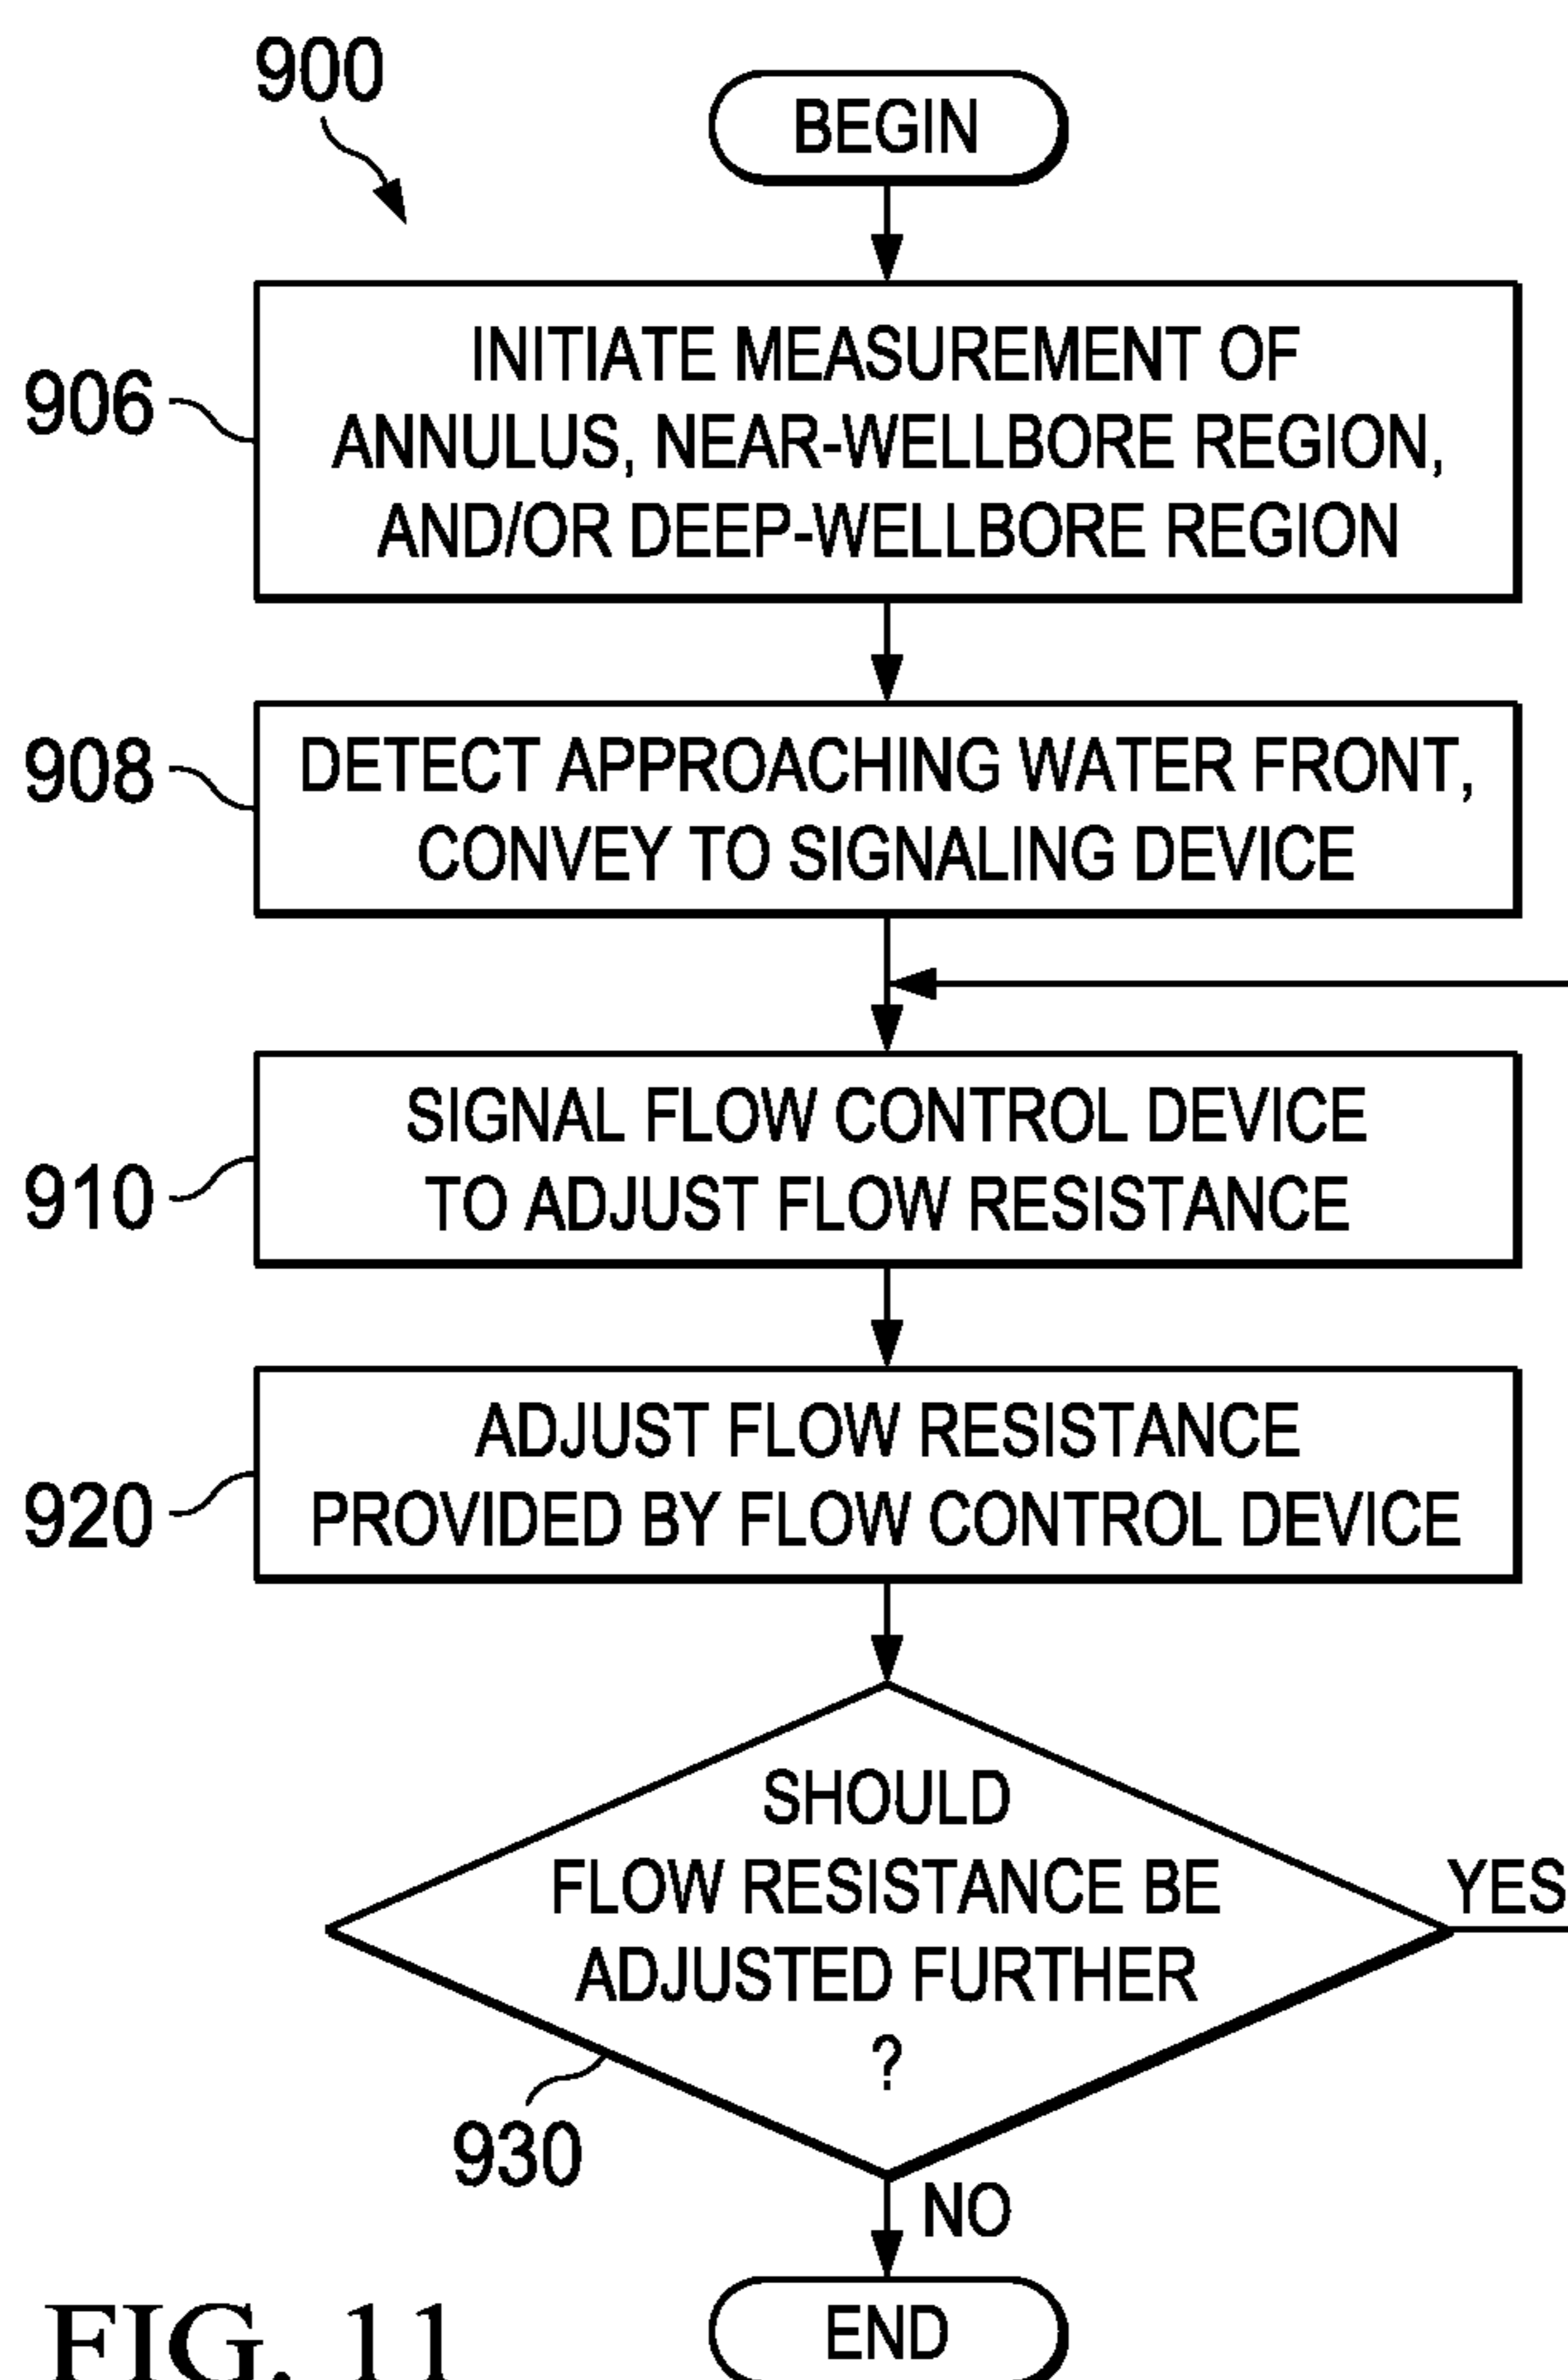 900
BEGIN
906
INITIATE MEASUREMENT OF
ANNULUS, NEAR-WELLBORE REGION,
AND/OR DEEP-WELLBORE REGION
908
DETECT APPROACHING WATER FRONT,
CONVEY TO SIGNALING DEVICE
910
SIGNAL FLOW CONTROL DEVICE
TO ADJUST FLOW RESISTANCE
920
ADJUST FLOW RESISTANCE
PROVIDED BY FLOW CONTROL DEVICE
SHOULD
FLOW RESISTANCE BE
ADJUSTED FURTHER
?
YES
930
NO
END
FIG. 11